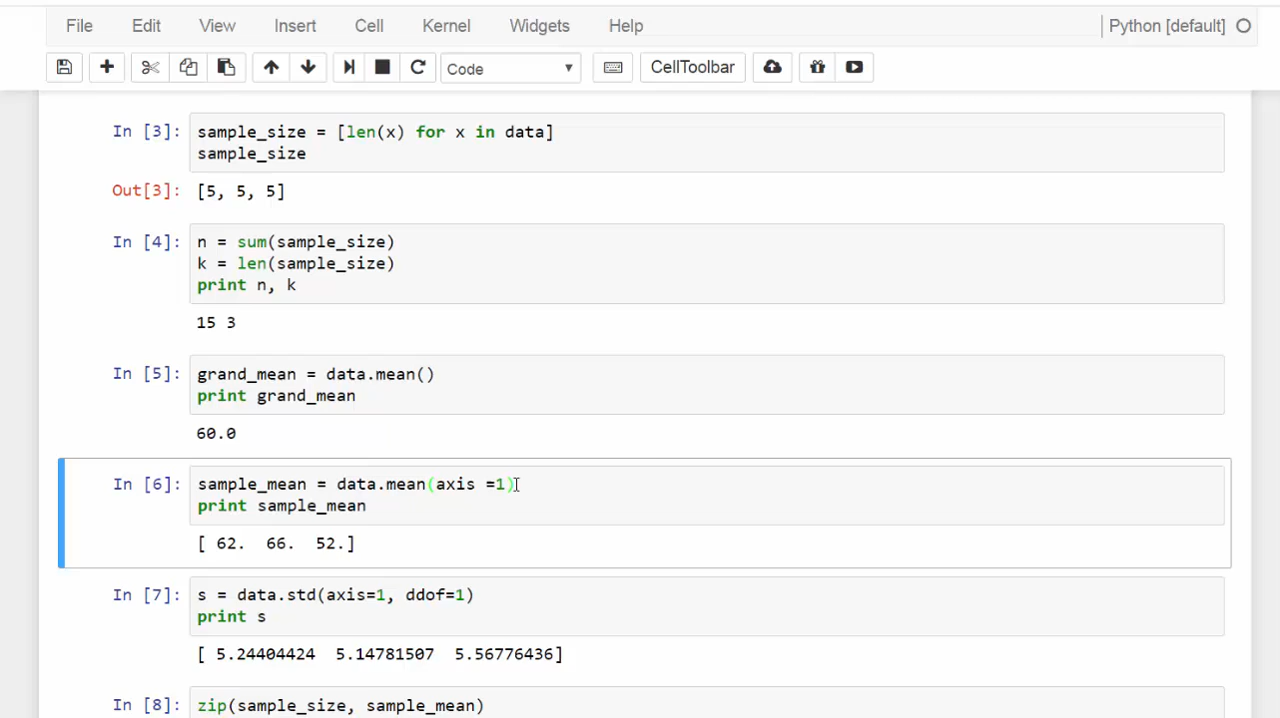 File Edit View Insert Cell Kernel Widgets Help Python [default]
Code CellToolbar
In [3]: sample_size = [len(x) for x in data]
sample_size
Out[3]: [5, 5, 5]
In [4]: n = sum(sample_size)
k = len(sample_size)
print n, k
15 3
In [5]: grand_mean = data.mean()
print grand_mean
60.0
In [6]: sample_mean = data.mean(axis =1)
print sample_mean
[ 62.  66.  52.]
In [7]: s = data.std(axis=1, ddof=1)
print s
[ 5.24404424  5.14781507  5.56776436]
In [8]: zip(sample_size, sample_mean)